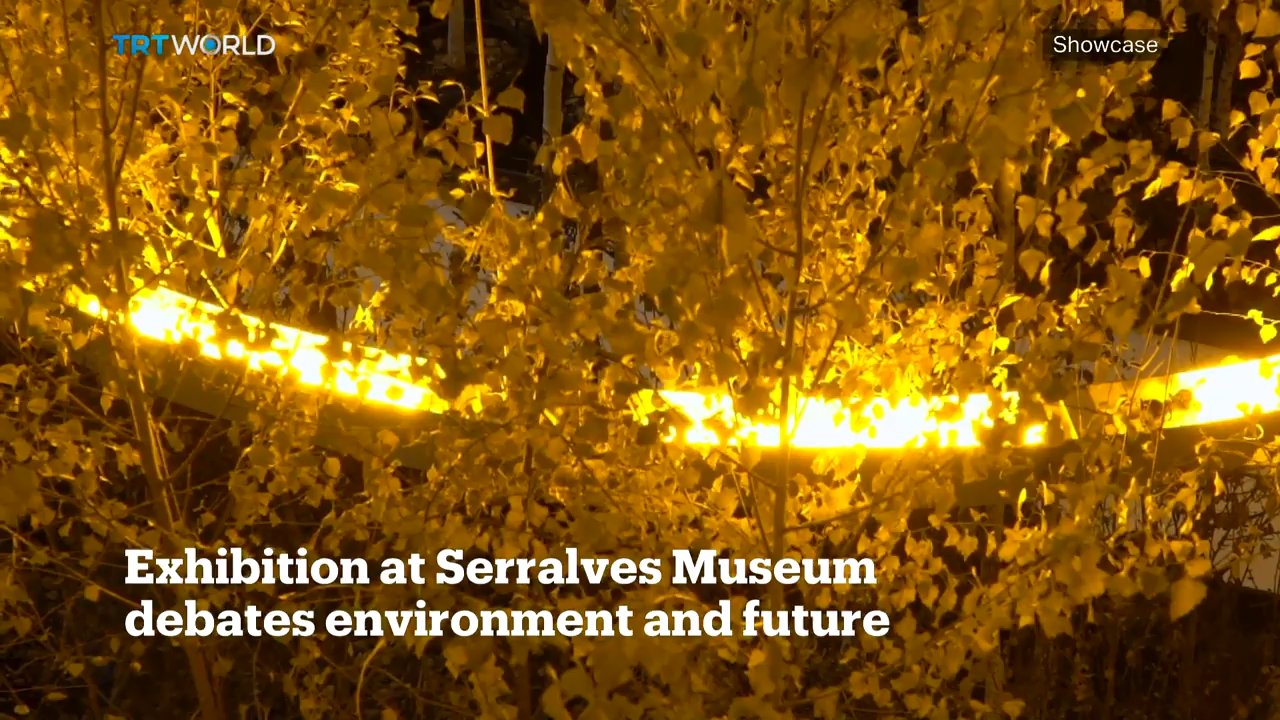 TRTWORLD
Showcase
Exhibition at Serralves Museum
debates environment and future